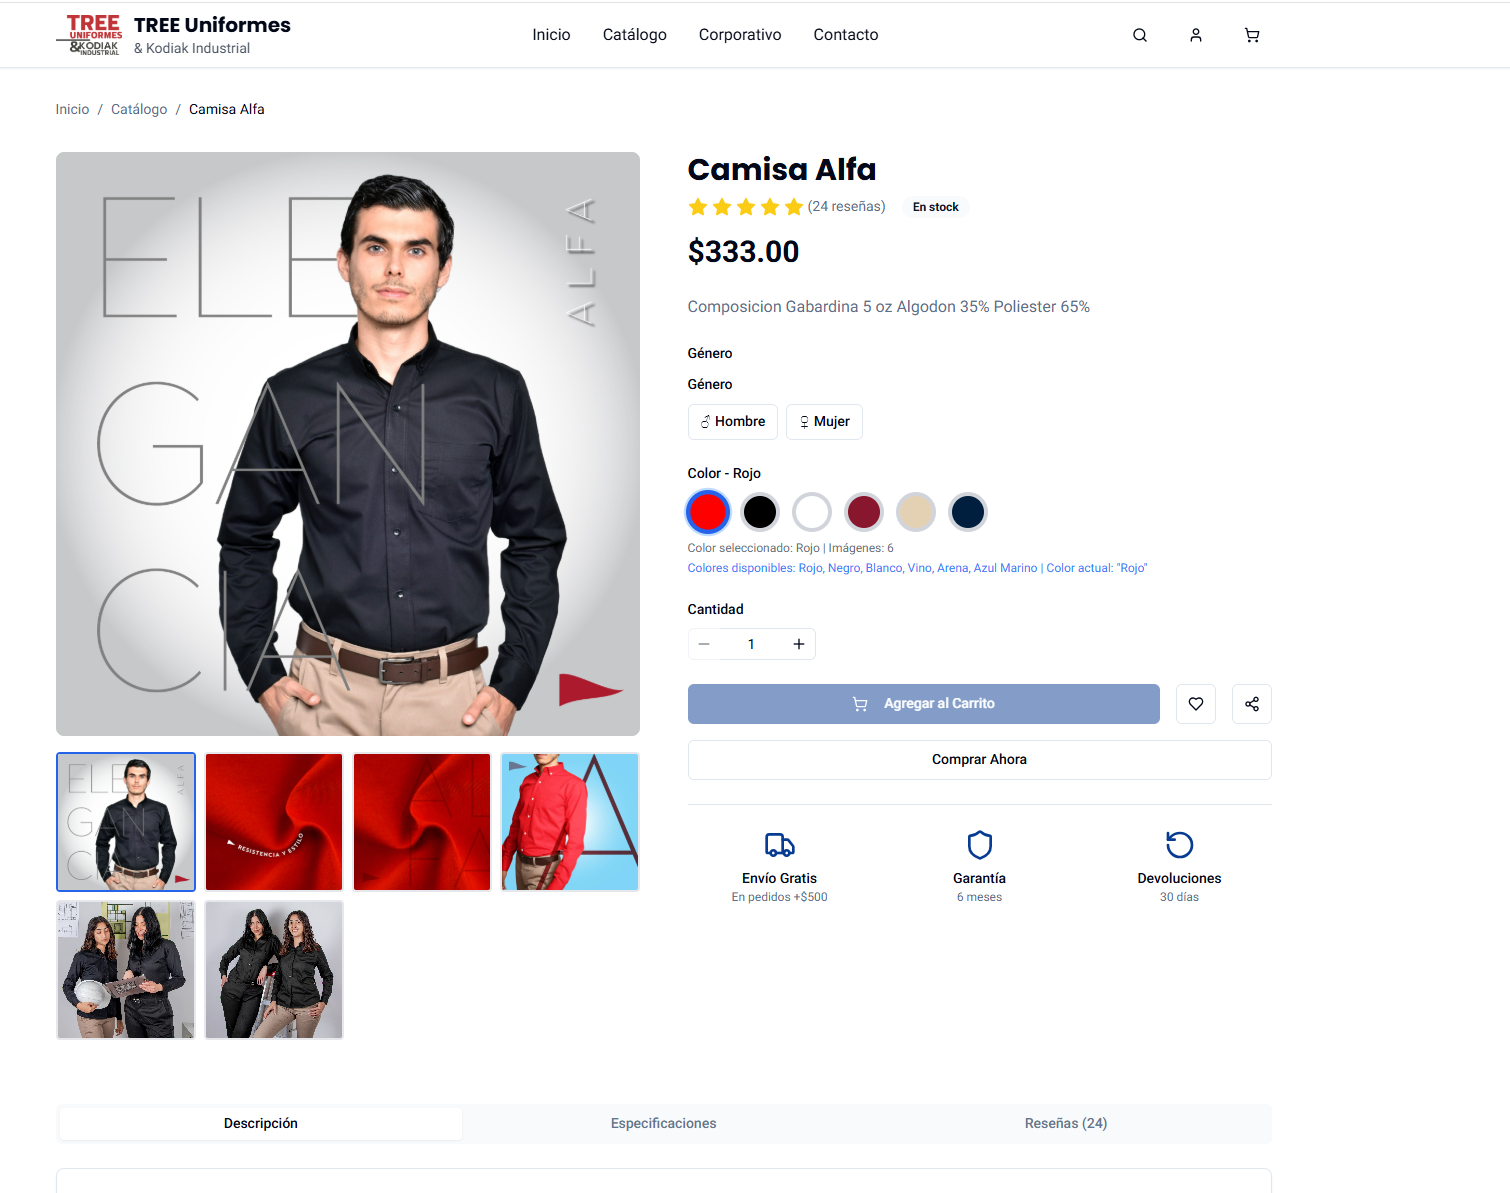 TREE
UNIFORMES
&KODIAK
INDUSTRIAL
TREE Uniformes
& Kodiak Industrial
Inicio
Catálogo
Corporativo
Contacto
Inicio / Catálogo / Camisa Alfa
ELE
GAN
CIA
ALFA
Camisa Alfa
(24 reseñas)
En stock
$333.00
Composicion Gabardina 5 oz Algodon 35% Poliester 65%
Género
Género
Hombre
Mujer
Color - Rojo
Color seleccionado: Rojo | Imágenes: 6
Colores disponibles: Rojo, Negro, Blanco, Vino, Arena, Azul Marino | Color actual: "Rojo"
Cantidad
1
Agregar al Carrito
Comprar Ahora
Envío Gratis
En pedidos +$500
Garantía
6 meses
Devoluciones
30 días
ELE
GAN
CIA
ALFA
RESISTENCIA Y ESTILO
A
Descripción
Especificaciones
Reseñas (24)